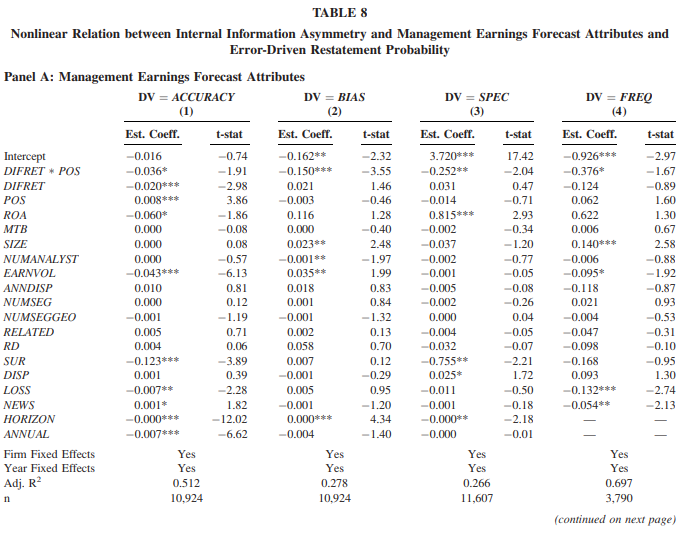 TABLE 8
Nonlinear Relation between Internal Information Asymmetry and Management Earnings Forecast Attributes and
Error-Driven Restatement Probability
Panel A: Management Earnings Forecast Attributes
DV = ACCURACY DV = BIAS DV = SPEC DV = FREQ
(1) (2) (3) (4)
Est. Coeff. t-stat Est. Coeff. t-stat Est. Coeff. t-stat Est. Coeff. t-stat
Intercept −0.016 −0.74 −0.162** −2.32 3.720*** 17.42 −0.926*** −2.97
DIFRET * POS −0.036* −1.91 −0.150*** −3.55 −0.252** −2.04 −0.376* −1.67
DIFRET −0.020*** −2.98 0.021 1.46 0.031 0.47 −0.124 −0.89
POS 0.008*** 3.86 −0.003 −0.46 −0.014 −0.71 0.062 1.60
ROA −0.060* −1.86 0.116 1.28 0.815*** 2.93 0.622 1.30
MTB 0.000 −0.08 0.000 −0.40 −0.002 −0.34 0.006 0.67
SIZE 0.000 0.08 0.023** 2.48 −0.037 −1.20 0.140*** 2.58
NUMANALYST 0.000 −0.57 −0.001** −1.97 −0.002 −0.77 −0.006 −0.88
EARNVOL −0.043*** −6.13 0.035** 1.99 −0.001 −0.05 −0.095* −1.92
ANNDISP 0.010 0.81 0.018 0.83 −0.005 −0.08 −0.118 −0.87
NUMSEG 0.000 0.12 0.001 0.84 −0.002 −0.26 0.021 0.93
NUMSEGGEO −0.001 −1.19 −0.001 −1.32 0.000 0.04 −0.004 −0.53
RELATED 0.005 0.71 0.002 0.13 −0.004 −0.05 −0.047 −0.31
RD 0.004 0.06 0.058 0.70 −0.032 −0.07 −0.098 −0.10
SUR −0.123*** −3.89 0.007 0.12 −0.755** −2.21 −0.168 −0.95
DISP 0.001 0.39 −0.001 −0.29 0.025* 1.72 0.093 1.30
LOSS −0.007** −2.28 0.005 0.95 −0.011 −0.50 −0.132*** −2.74
NEWS 0.001* 1.82 −0.001 −1.20 −0.001 −0.18 −0.054** −2.13
HORIZON −0.000*** −12.02 0.000*** 4.34 −0.000** −2.18 — —
ANNUAL −0.007*** −6.62 −0.004 −1.40 −0.000 −0.01 — —
Firm Fixed Effects Yes Yes Yes Yes
Year Fixed Effects Yes Yes Yes Yes
Adj. R² 0.512 0.278 0.266 0.697
n 10,924 10,924 11,607 3,790
(continued on next page)